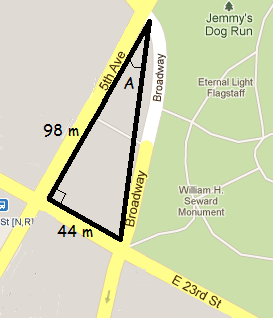 Jemmy's
Dog Run
5th Ave
A
Broadway
Eternal Light
Flagstaff
98 m
William H.
Seward
Monument
Broadway
St [N,R]
44 m
E 23rd St